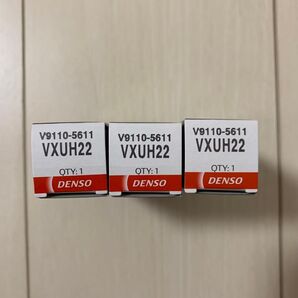 V9110-5611
VXUH22
QTY: 1
DENSO
V9110-5611
VXUH22
QTY: 1
DENSO
V9110-5611
VXUH22
QTY: 1
DENSO